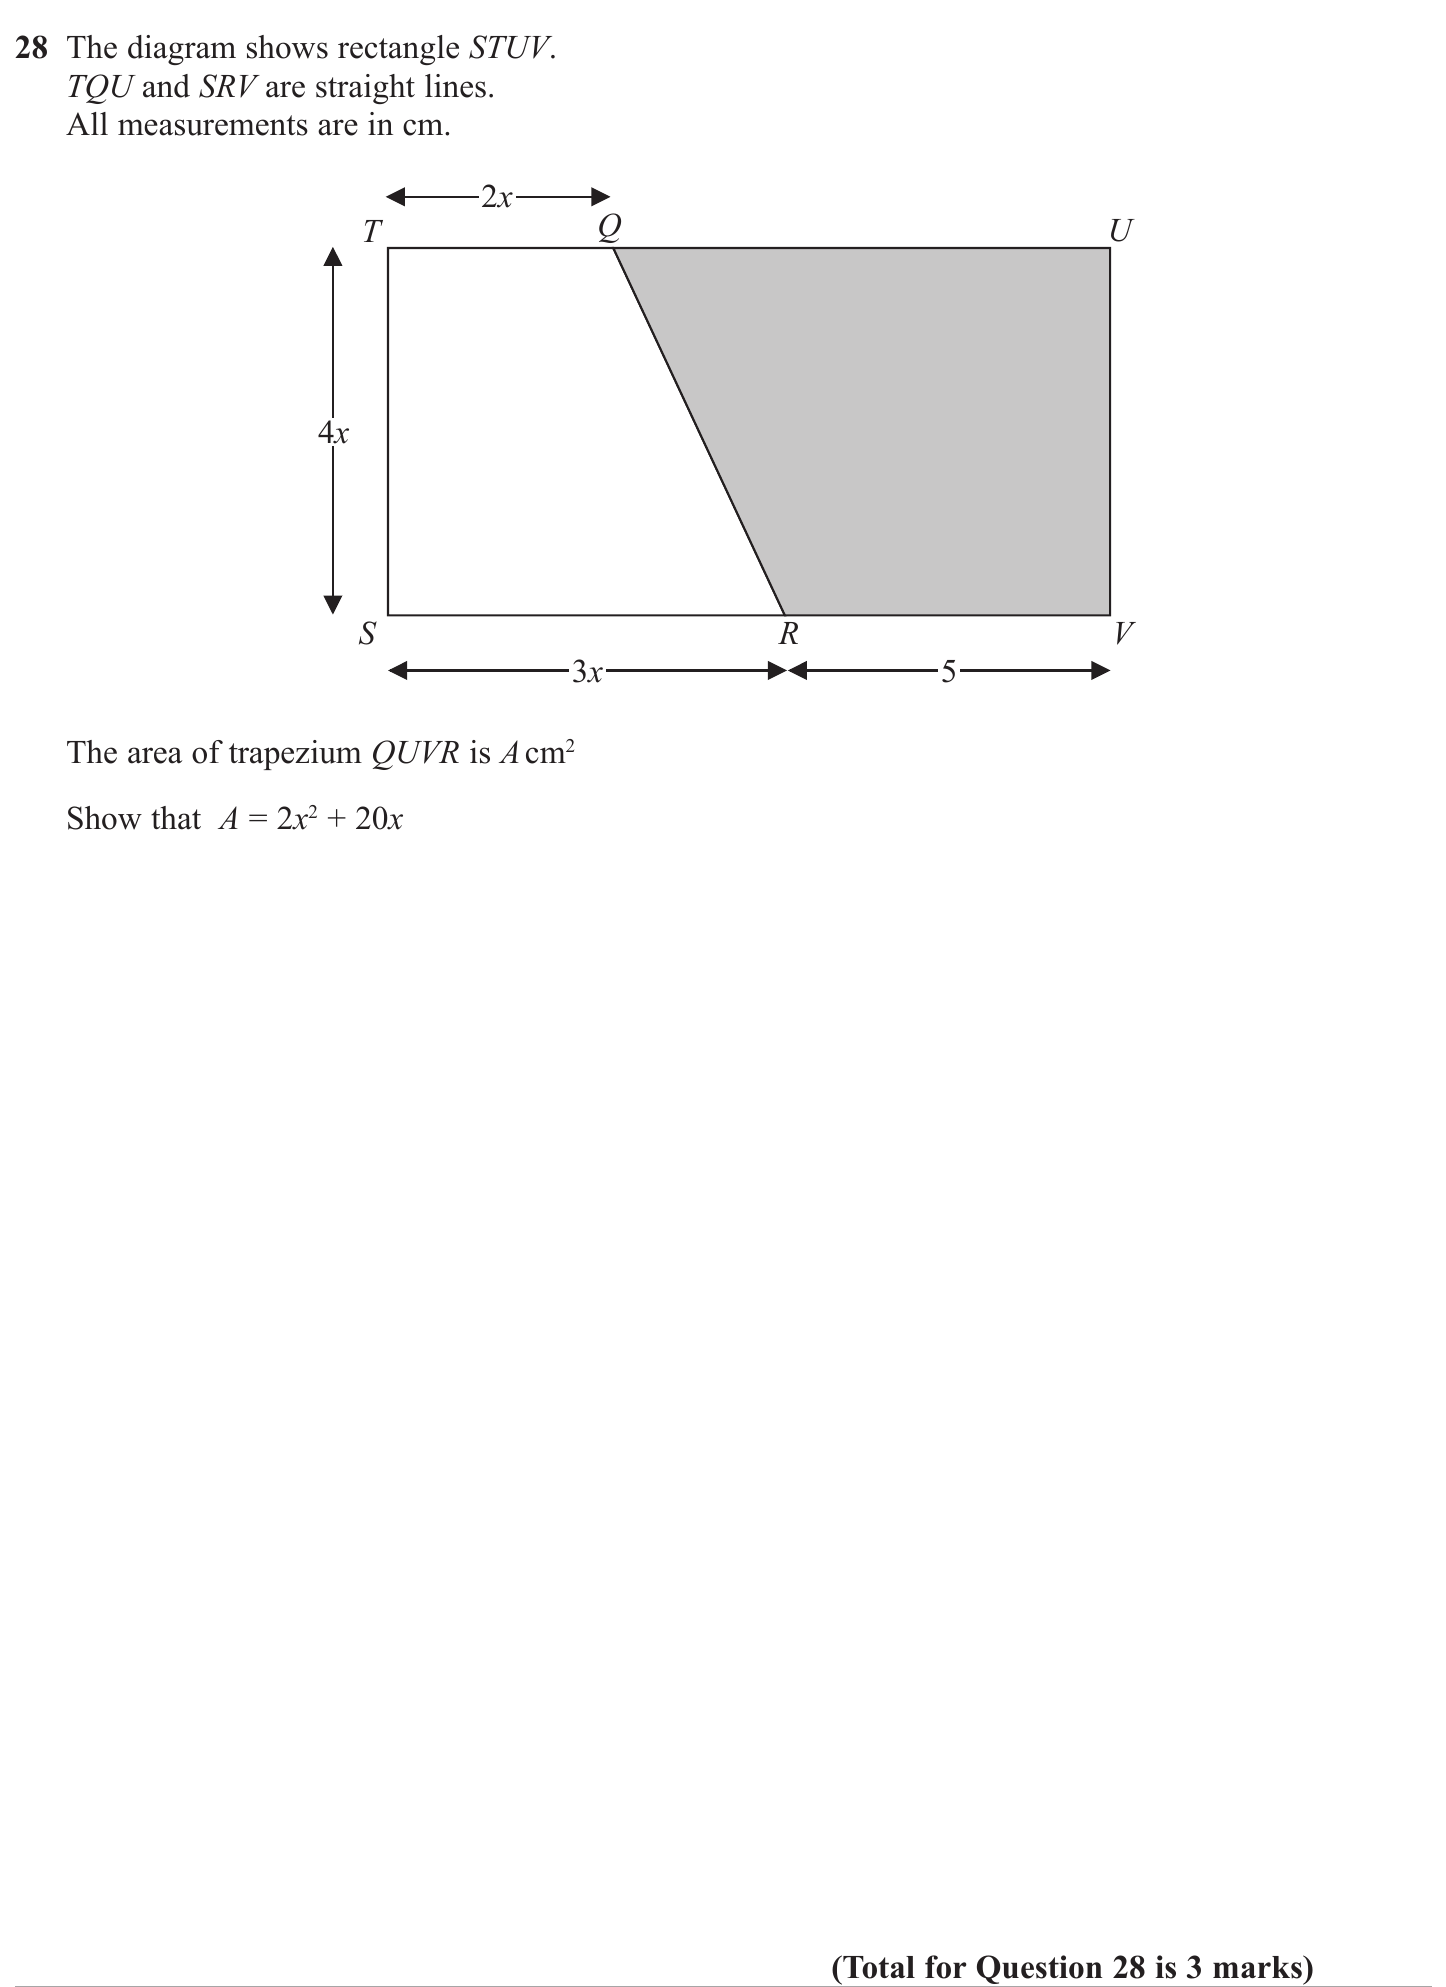 28 The diagram shows rectangle STUV.
TQU and SRV are straight lines.
All measurements are in cm.
2x
T Q U
4x
S R V
3x 5
The area of trapezium QUVR is A cm²
Show that A = 2x² + 20x
(Total for Question 28 is 3 marks)